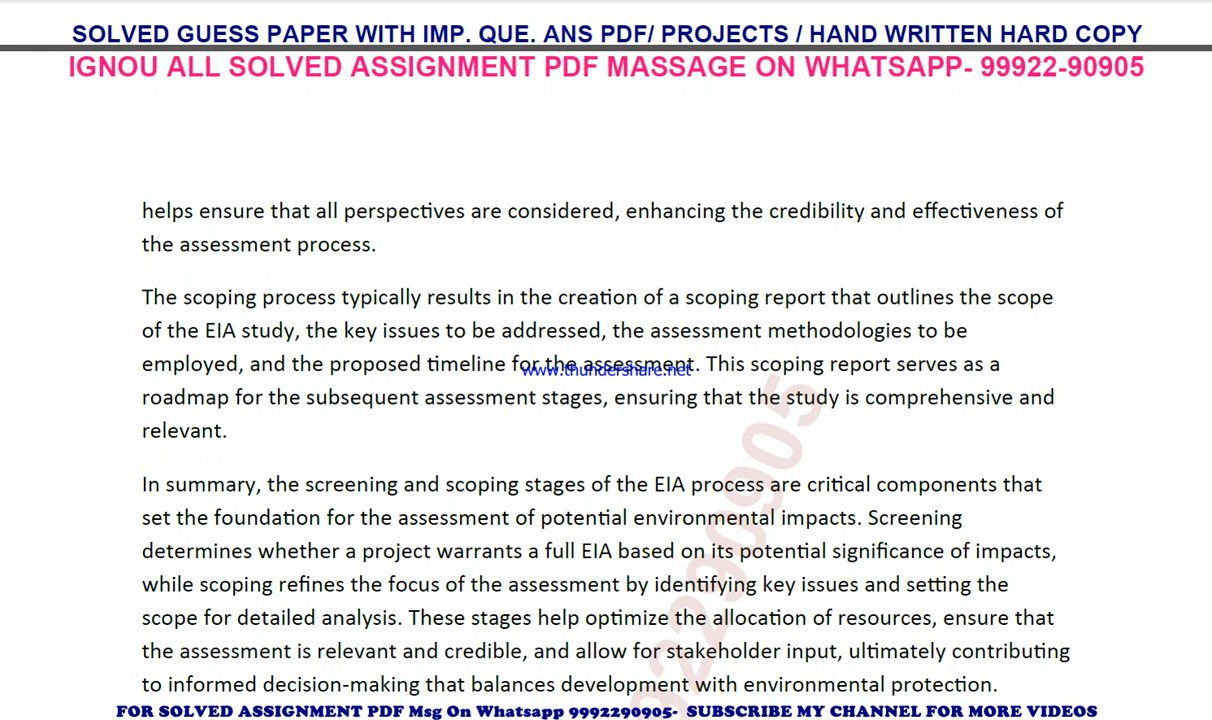 SOLVED GUESS PAPER WITH IMP. QUE. ANS PDF/ PROJECTS / HAND WRITTEN HARD COPY
IGNOU ALL SOLVED ASSIGNMENT PDF MASSAGE ON WHATSAPP- 99922-90905
helps ensure that all perspectives are considered, enhancing the credibility and effectiveness of
the assessment process.
The scoping process typically results in the creation of a scoping report that outlines the scope
of the EIA study, the key issues to be addressed, the assessment methodologies to be
employed, and the proposed timeline for the assessment. This scoping report serves as a
www.thundershare.net
roadmap for the subsequent assessment stages, ensuring that the study is comprehensive and
relevant.
In summary, the screening and scoping stages of the EIA process are critical components that
set the foundation for the assessment of potential environmental impacts. Screening
determines whether a project warrants a full EIA based on its potential significance of impacts,
while scoping refines the focus of the assessment by identifying key issues and setting the
scope for detailed analysis. These stages help optimize the allocation of resources, ensure that
the assessment is relevant and credible, and allow for stakeholder input, ultimately contributing
to informed decision-making that balances development with environmental protection.
92290905
FOR SOLVED ASSIGNMENT PDF Msg On Whatsapp 9992290905- SUBSCRIBE MY CHANNEL FOR MORE VIDEOS